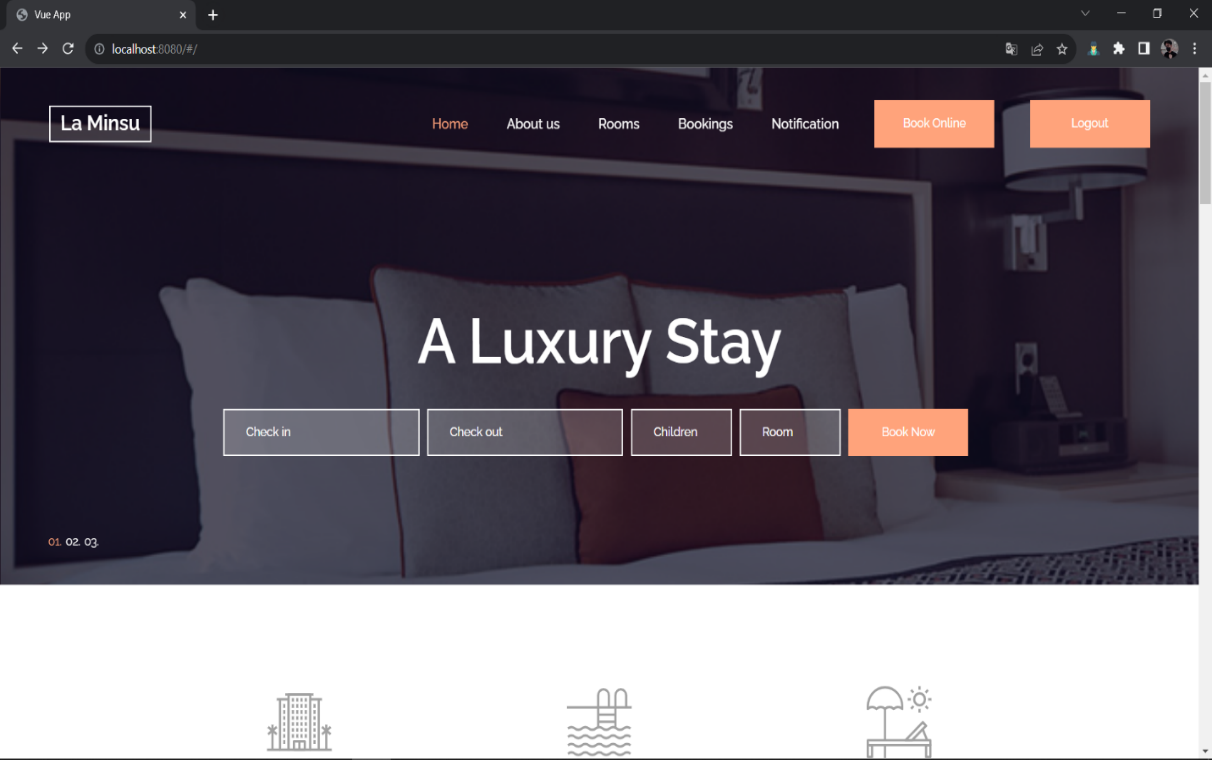 Vue App
localhost:8080/#/
La Minsu
Home About us Rooms Bookings Notification Book Online Logout
A Luxury Stay
Check in Check out Children Room Book Now
01. 02. 03.